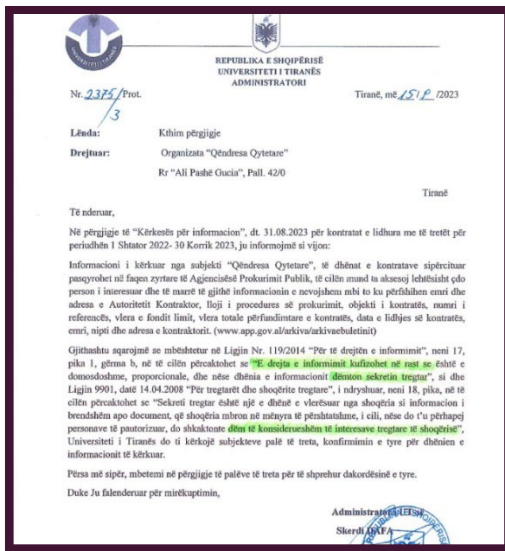 UNIVERSITETI I TIRANËS
REPUBLIKA E SHQIPËRISË
UNIVERSITETI I TIRANËS
ADMINISTRATORI
Nr. 2375/3 Prot.
Tiranë, më /2023
Lënda: Kthim përgjigje
Drejtuar: Organizata "Qëndresa Qytetare"
Rr "Ali Pashë Gucia", Pall. 42/0
Tiranë
Të nderuar,
Në përgjigje të "Kërkesës për informacion", dt. 31.08.2023 për kontratat e lidhura me të tretët për
periudhën 1 Shtator 2022- 30 Korrik 2023, ju informojmë si vijon:
Informacioni i kërkuar nga subjekti "Qëndresa Qytetare", të dhënat e kontratave sipërcituar
pasqyrohet në faqen zyrtare të Agjencisësë Prokurimit Publik, të cilën mund ta aksesoj lehtësisht çdo
person i interesuar dhe të marrë të gjithë informacionin e nevojshëm mbi to ku përfshihen emri dhe
adresa e Autoritetit Kontraktor, lloji i procedures së prokurimit, objekti i kontratës, numri i
referencës, vlera e fondit limit, vlera totale përfundimtare e kontratës, data e lidhjes së kontratës,
emri, nipti dhe adresa e kontraktorit. (www.app.gov.al/arkiva/arkivaebuletinit)
Gjithashtu sqarojmë se mbështetur në Ligjin Nr. 119/2014 "Për të drejtën e informimit", neni 17,
pika 1, gërma b, në të cilën përcaktohet se "E drejta e informimit kufizohet në rast se është e
domosdoshme, proporcionale, dhe nëse dhënia e informacionit dëmton sekretin tregtar", si dhe
Ligjin 9901, datë 14.04.2008 "Për tregtarët dhe shoqëritë tregtare", i ndryshuar, neni 18, pika, në të
cilën përcaktohet se "Sekreti tregtar është një e dhënë e vlerësuar nga shoqëria si informacion i
brendshëm apo document, që shoqëria mbron në mënyra të përshtatshme, i cili, nëse do t'u përhapej
personave të pautorizuar, do shkaktonte dëm të konsiderueshëm të interesave tregtare të shoqërisë",
Universiteti i Tiranës do ti kërkojë subjekteve palë të treta, konfirmimin e tyre për dhënien e
informacionit të kërkuar.
Përsa më sipër, mbetemi në përgjigje të palëve të treta për të shprehur dakordësinë e tyre.
Duke Ju falenderuar për mirëkuptimin,
Administratori
Skerdi DAFA